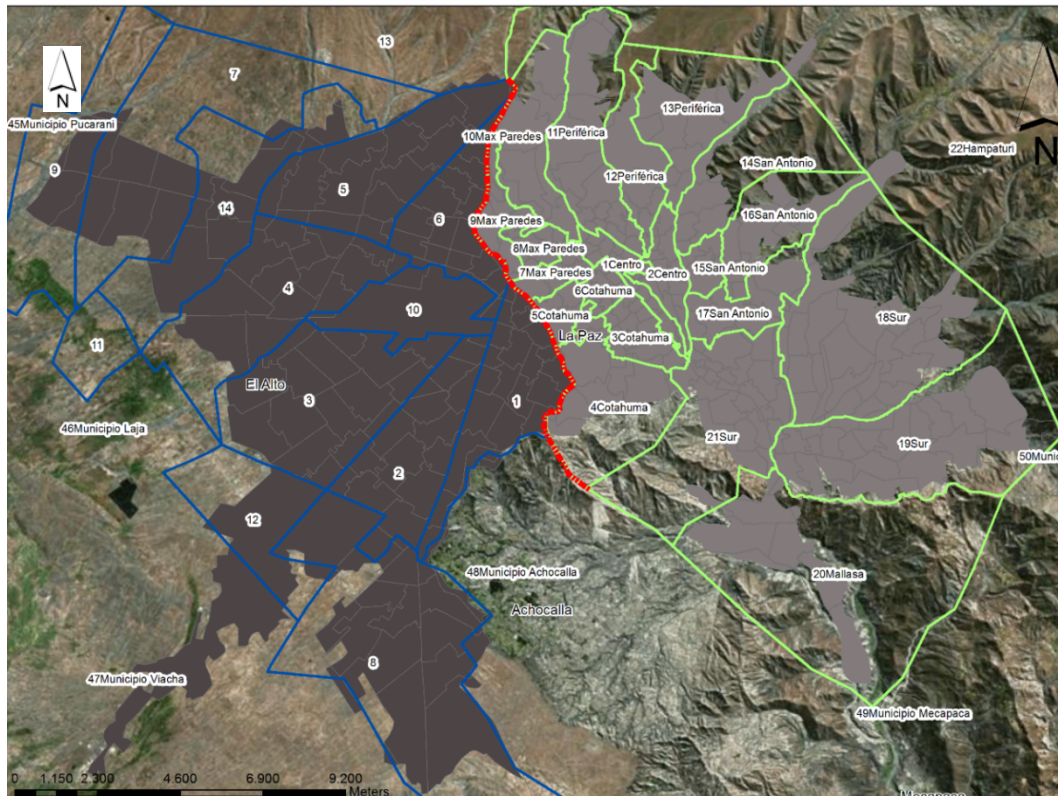 13
7
N
45Municipio Pucarani
9
13Periférica
10Max Paredes
11Periférica
22Hampaturi
N
14San Antonio
12Periférica
5
14
16San Antonio
6
9Max Paredes
8Max Paredes
1Centro
15San Antonio
7Max Paredes
2Centro
4
6Cotahuma
10
17San Antonio
5Cotahuma
18Sur
La Paz
3Cotahuma
11
El Alto
3
1
4Cotahuma
46Municipio Laja
21Sur
19Sur
50Munic
2
12
48Municipio Achocalla
20Mallasa
Achocalla
8
47Municipio Viacha
49Municipio Mecapaca
0 1.150 2.300 4.600 6.900 9.200
Meters
Mecapaca